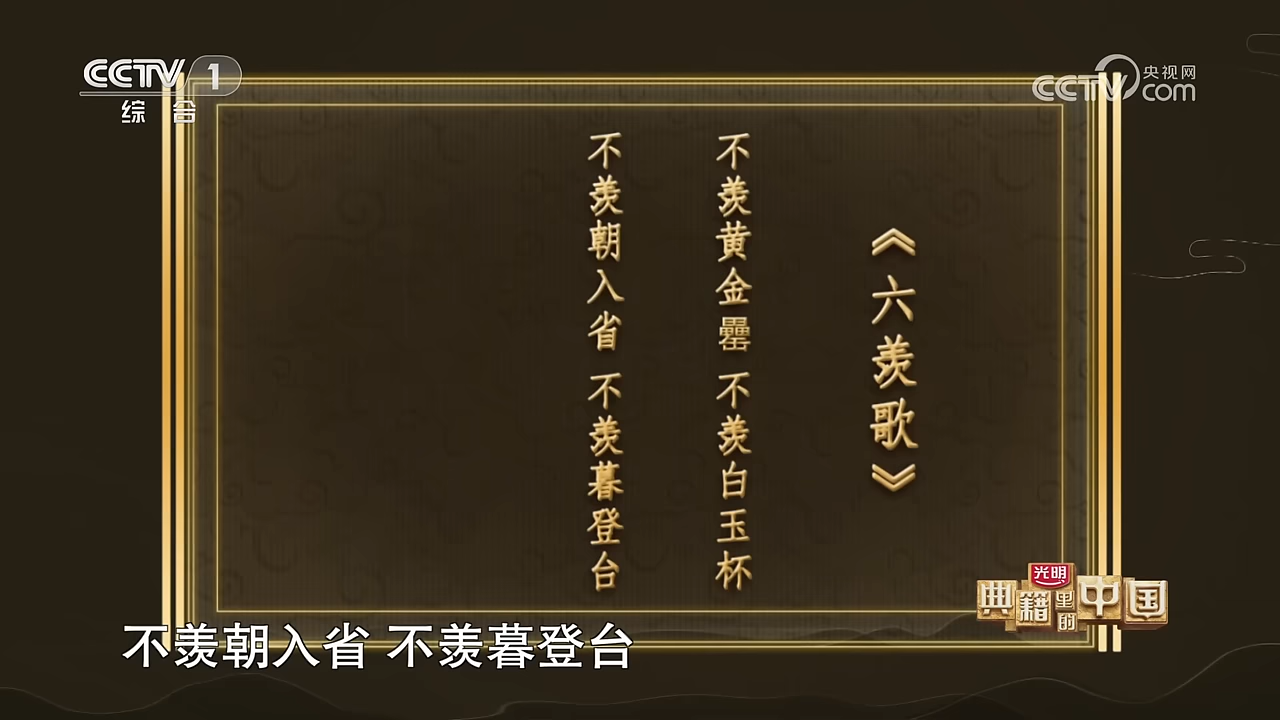 CCTV 1
综合
CCTV 央视网
com
《六羡歌》
不羡黄金罍 不羡白玉杯
不羡朝入省 不羡暮登台
光明
典籍里的中国
不羡朝入省 不羡暮登台